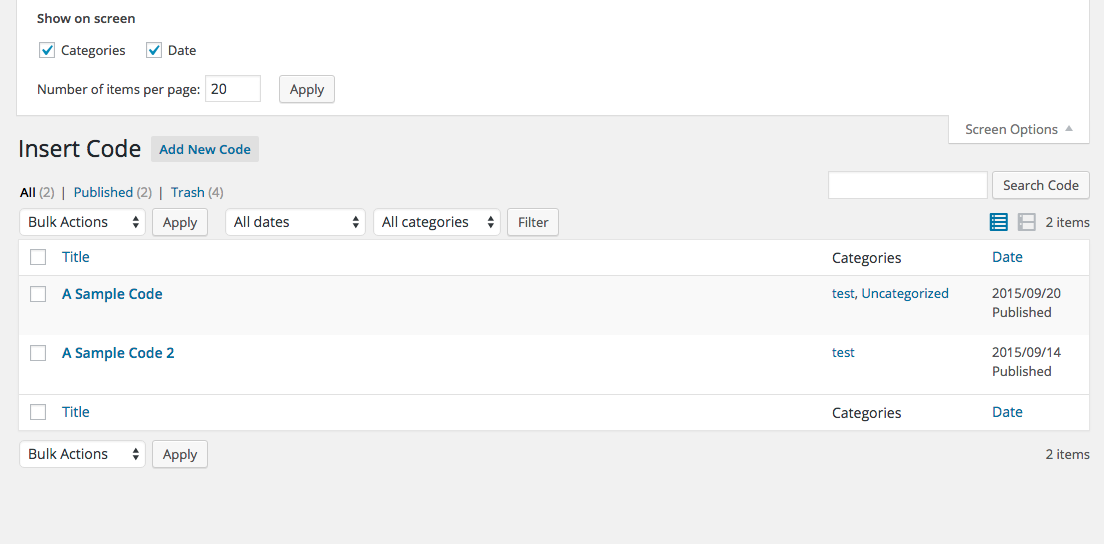 Show on screen
Categories Date
Number of items per page: 20 Apply
Screen Options
Insert Code Add New Code
All (2) | Published (2) | Trash (4)
Search Code
Bulk Actions Apply All dates All categories Filter 2 items
Title Categories Date
A Sample Code test, Uncategorized 2015/09/20
Published
A Sample Code 2 test 2015/09/14
Published
Title Categories Date
Bulk Actions Apply 2 items